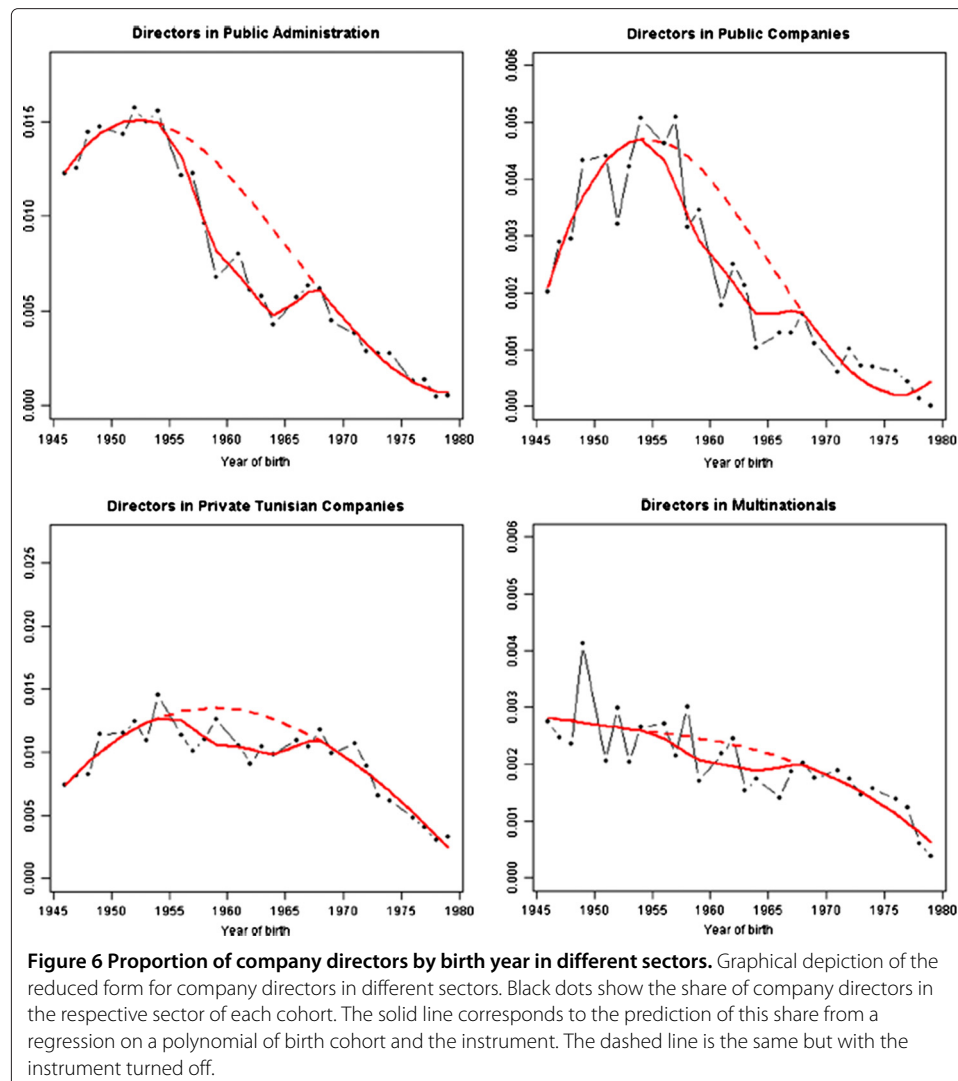 Directors in Public Administration
0.015
0.010
0.005
0.000
1945 1950 1955 1960 1965 1970 1975 1980
Year of birth
Directors in Public Companies
0.006
0.005
0.004
0.003
0.002
0.001
0.000
1945 1950 1955 1960 1965 1970 1975 1980
Year of birth
Directors in Private Tunisian Companies
0.025
0.020
0.015
0.010
0.005
0.000
1945 1950 1955 1960 1965 1970 1975 1980
Year of birth
Directors in Multinationals
0.006
0.005
0.004
0.003
0.002
0.001
0.000
1945 1950 1955 1960 1965 1970 1975 1980
Year of birth
Figure 6 Proportion of company directors by birth year in different sectors. Graphical depiction of the
reduced form for company directors in different sectors. Black dots show the share of company directors in
the respective sector of each cohort. The solid line corresponds to the prediction of this share from a
regression on a polynomial of birth cohort and the instrument. The dashed line is the same but with the
instrument turned off.